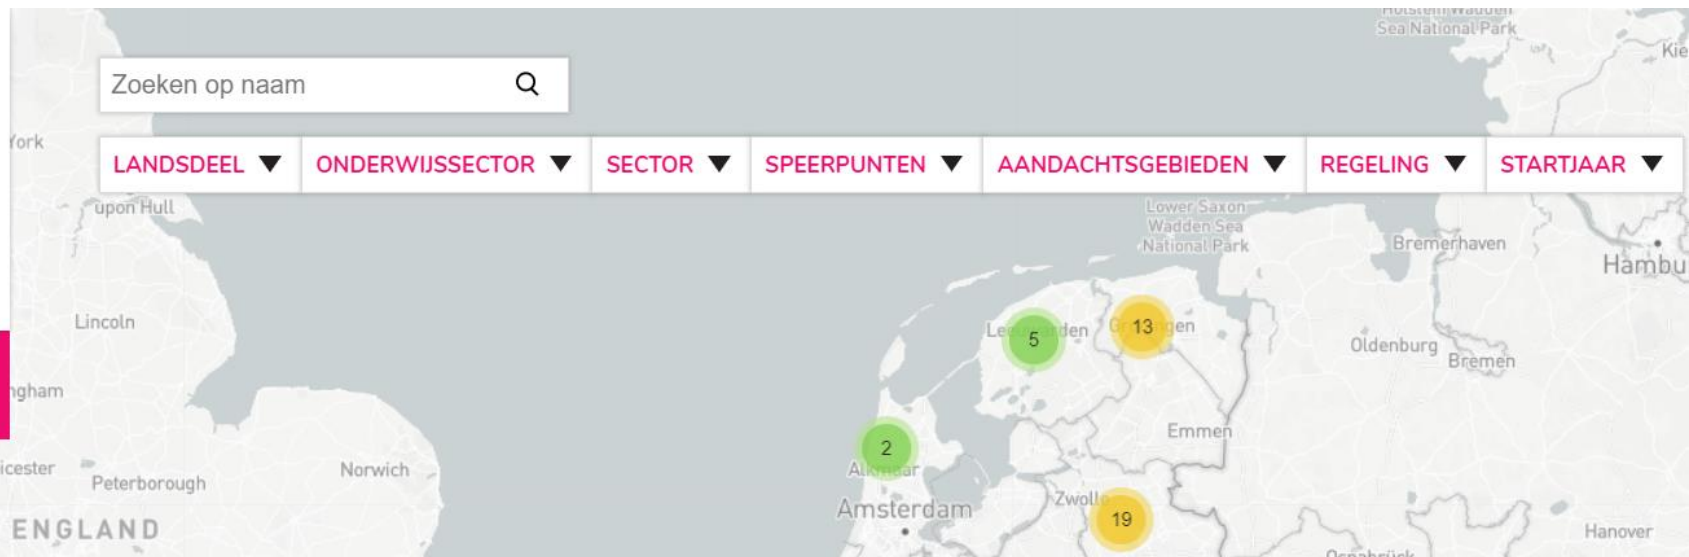 Sea National Park
Kie
Zoeken op naam
York
LANDSDEEL
ONDERWIJSSECTOR
SECTOR
SPEERPUNTEN
AANDACHTSGEBIEDEN
REGELING
STARTJAAR
upon Hull
Lower Saxon
Wadden Sea
National Park
Bremerhaven
Hambu
Lincoln
5
13
Oldenburg
Bremen
ngham
Emmen
2
icester
Norwich
Peterborough
Amsterdam
19
ENGLAND
Hanover